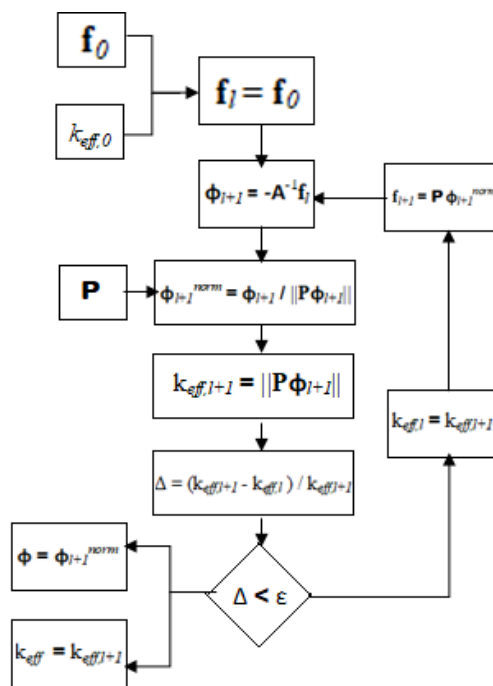 f0
keff,0
fl = f0
ϕl+1 = -A-1fl
fl+1 = P ϕl+1norm
P
ϕl+1norm = ϕl+1 / ||Pϕl+1||
keff,l+1 = ||Pϕl+1||
keff,l = keff,l+1
Δ = (keff,l+1 - keff,l ) / keff,l+1
ϕ = ϕl+1norm
Δ < ε
keff = keff,l+1